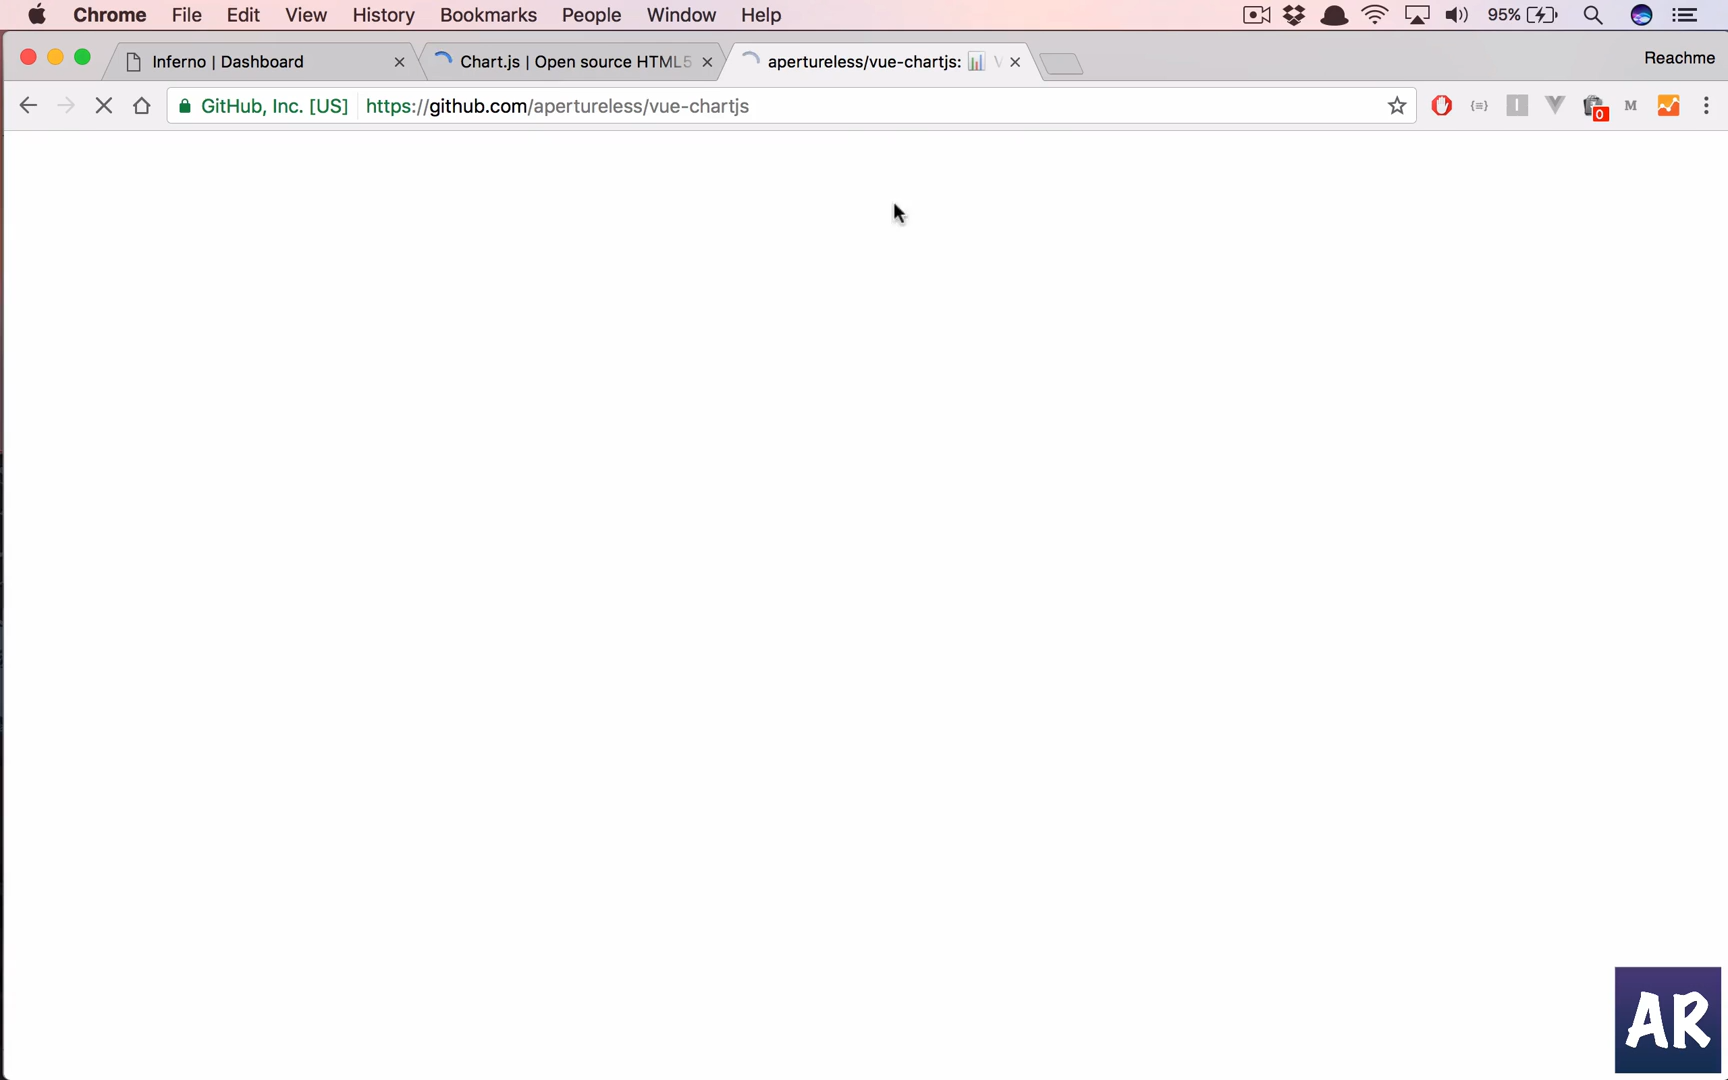 Chrome File Edit View History Bookmarks People Window Help 95%
Inferno | Dashboard Chart.js | Open source HTML5 apertureless/vue-chartjs: Reachme
GitHub, Inc. [US] https://github.com/apertureless/vue-chartjs 0 M
AR